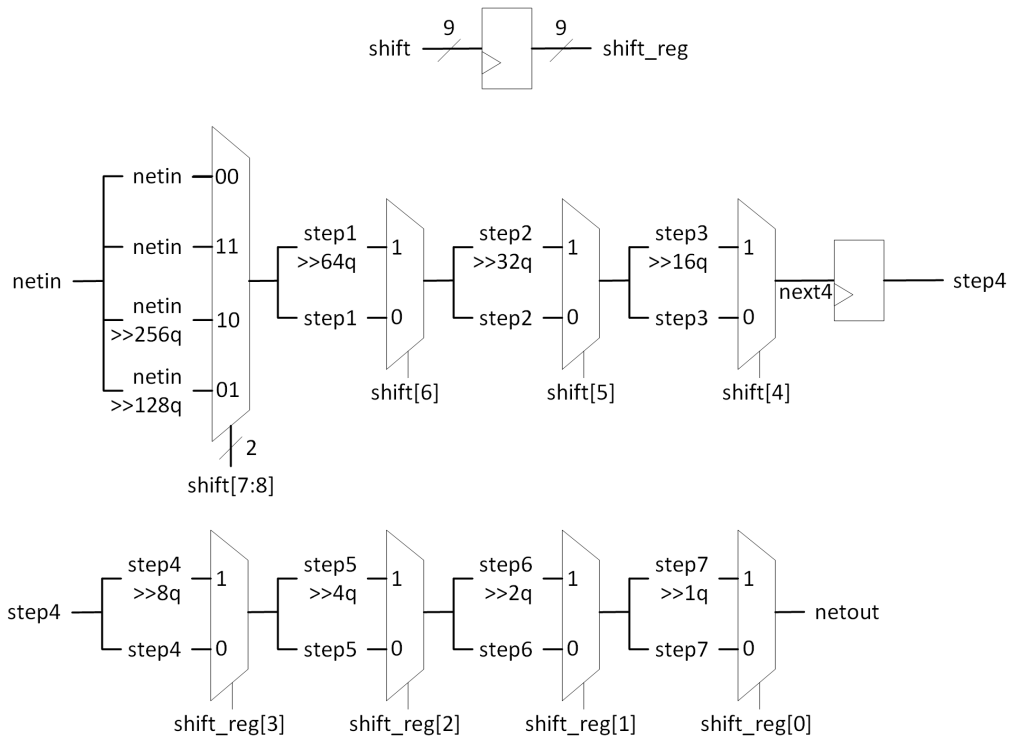 9 9
shift shift_reg
netin 00
netin 11
netin
netin >>256q 10
netin >>128q 01
2
shift[7:8]
step1 >>64q 1
step1 0
shift[6]
step2 >>32q 1
step2 0
shift[5]
step3 >>16q 1
step3 0
shift[4]
next4
step4
step4
step4 >>8q 1
step4 0
shift_reg[3]
step5 >>4q 1
step5 0
shift_reg[2]
step6 >>2q 1
step6 0
shift_reg[1]
step7 >>1q 1
step7 0
shift_reg[0]
netout